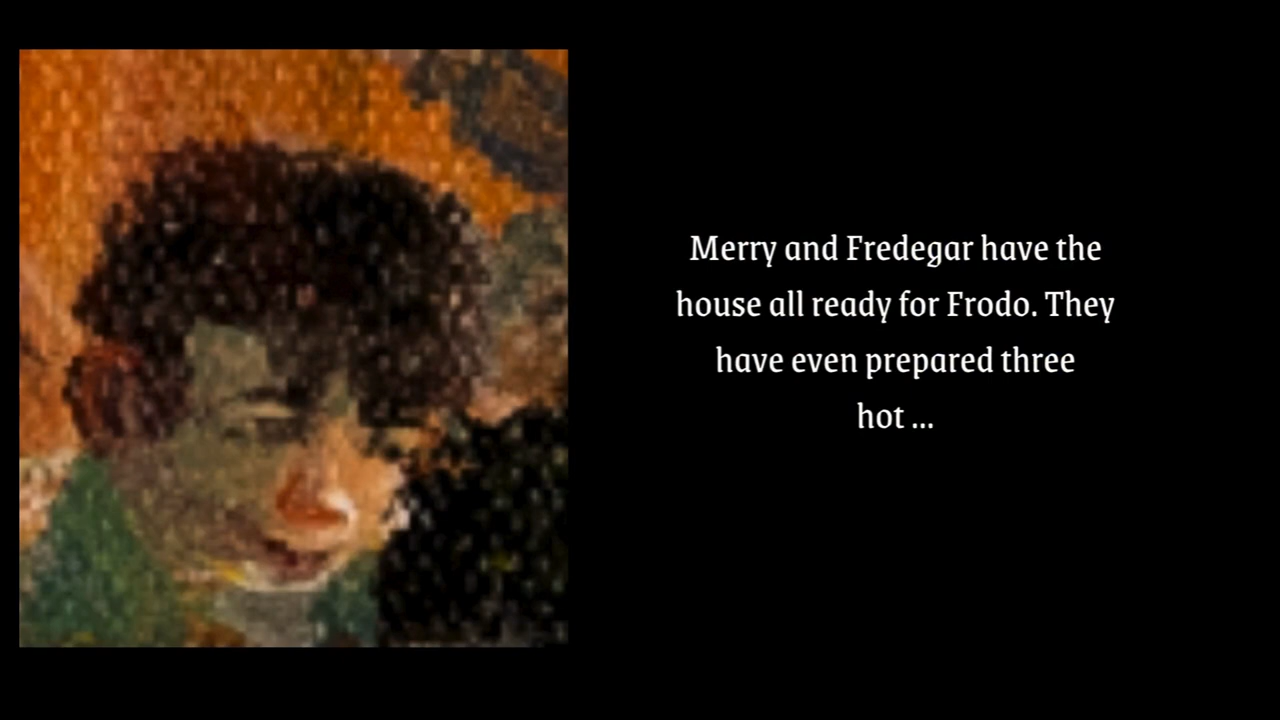 Merry and Fredegar have the
house all ready for Frodo. They
have even prepared three
hot ...